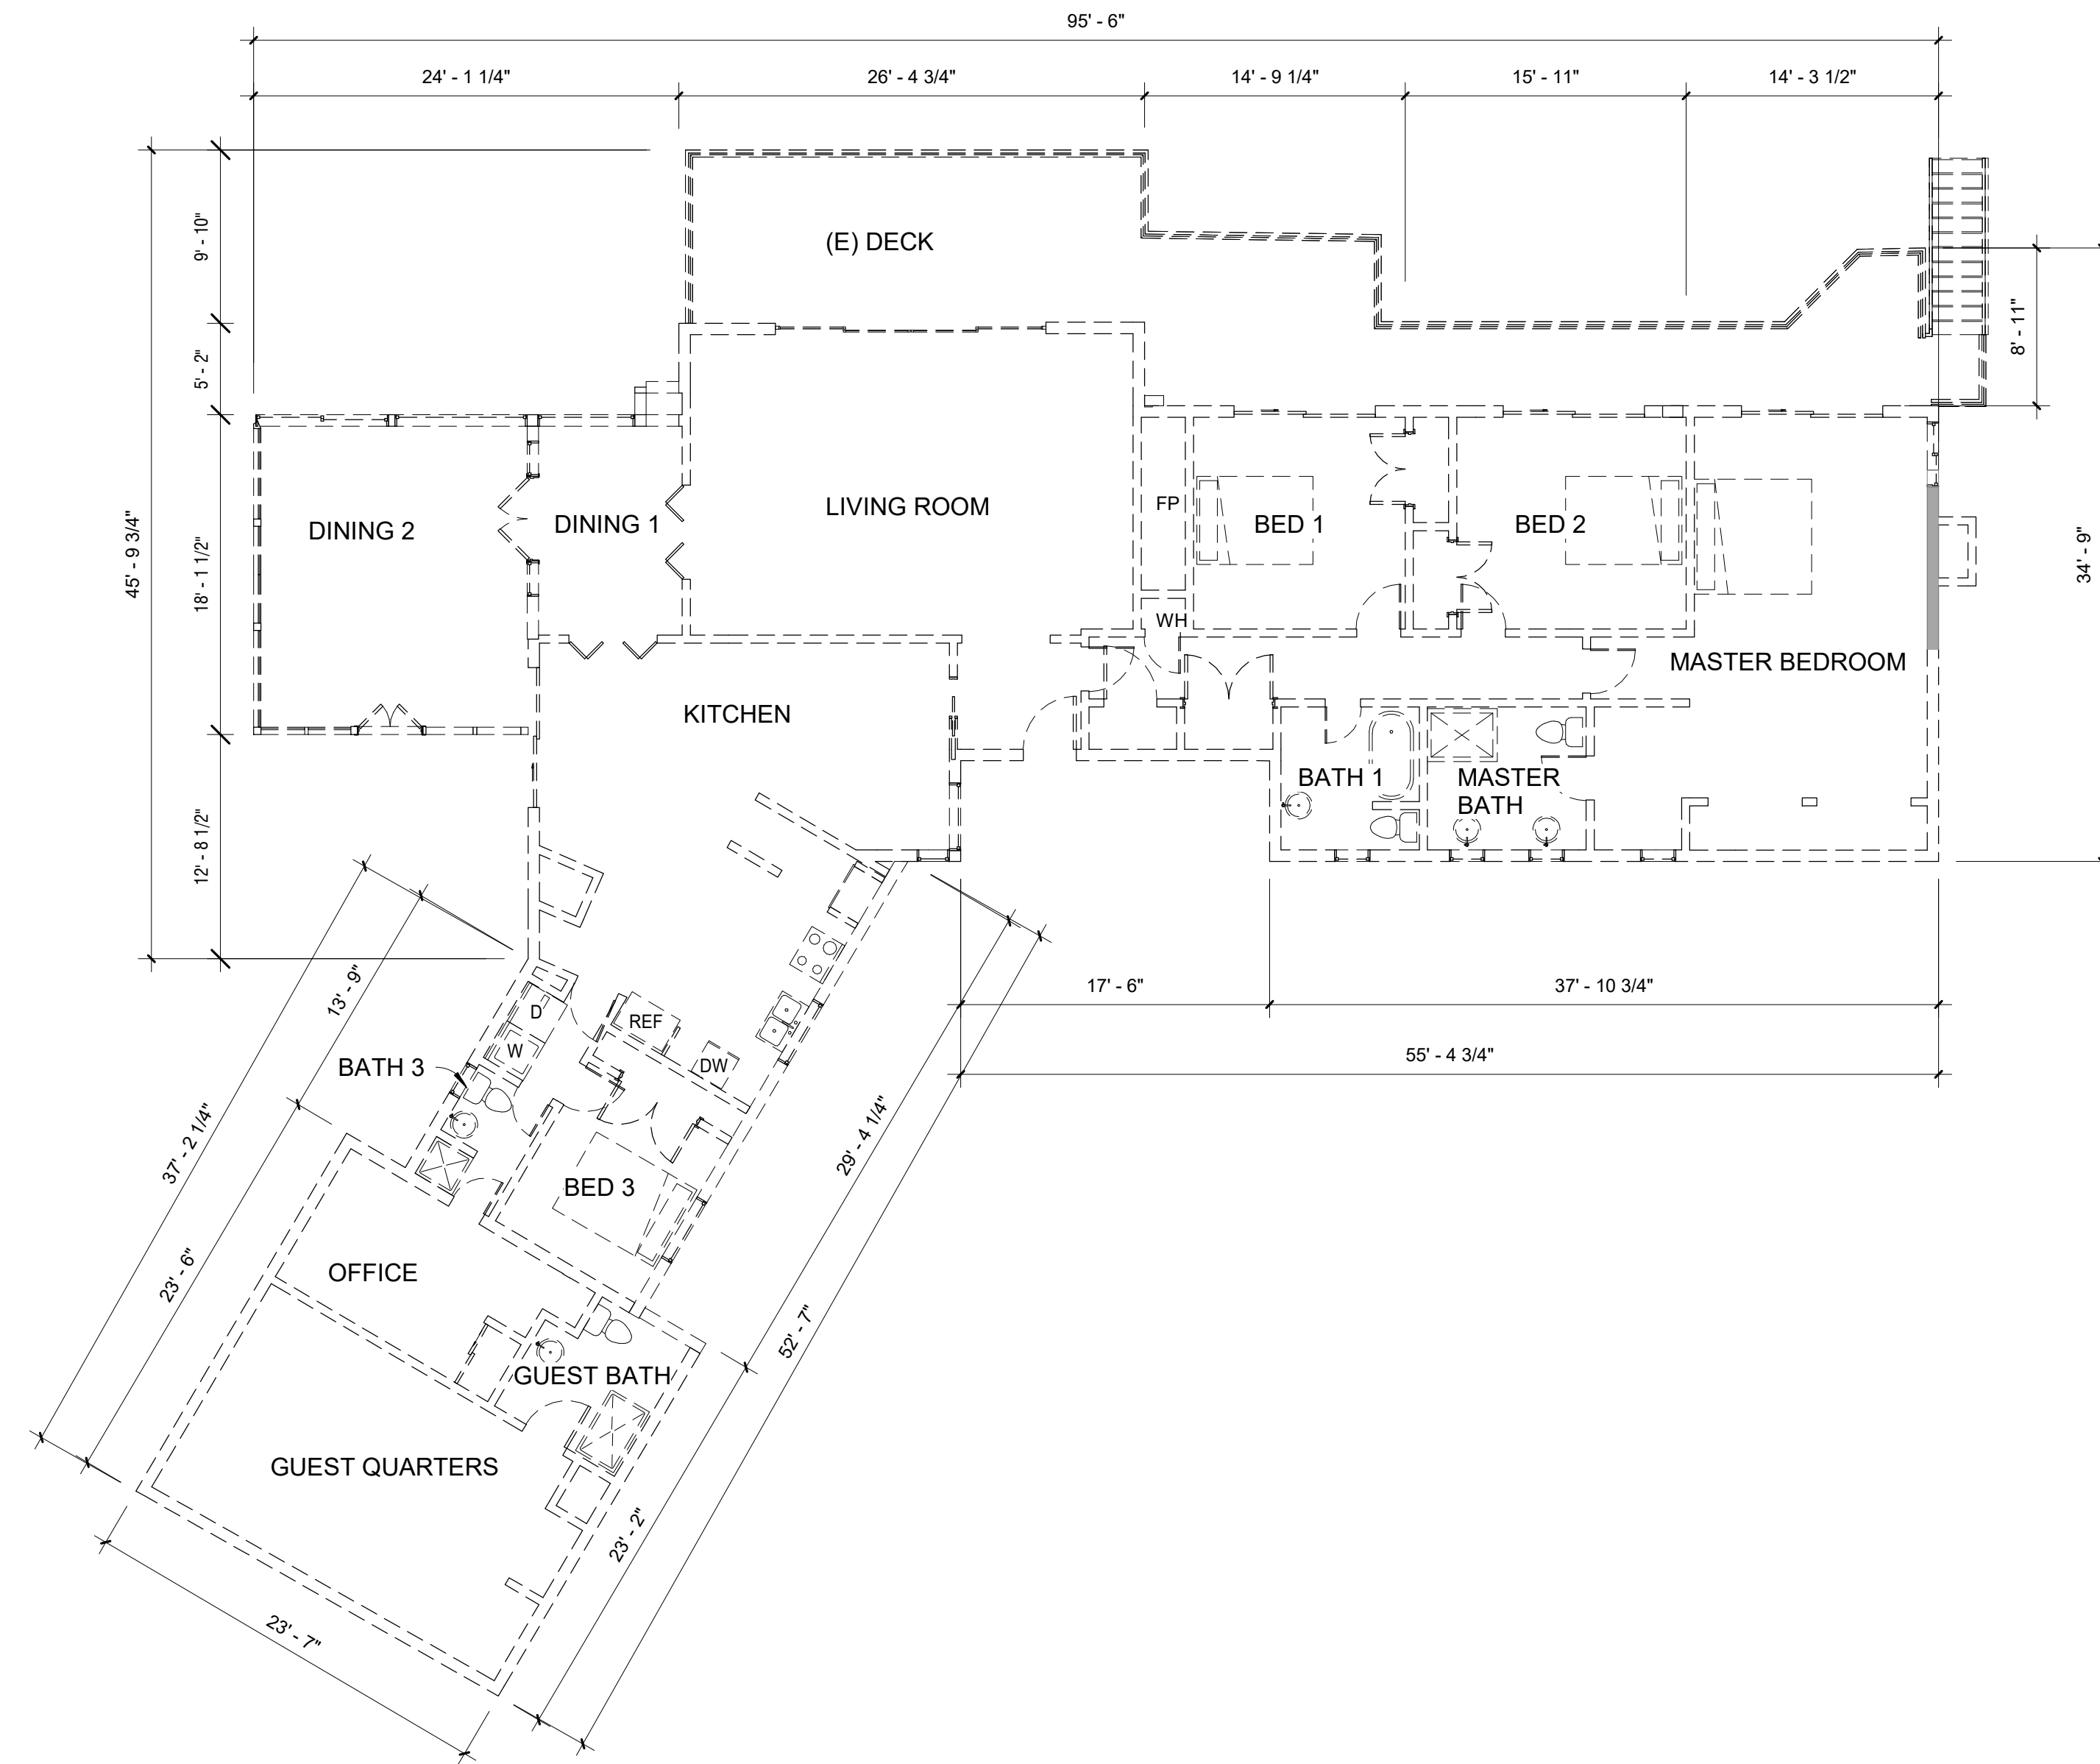 95' - 6"
24' - 1 1/4"
26' - 4 3/4"
14' - 9 1/4"
15' - 11"
14' - 3 1/2"
9' - 10"
(E) DECK
8' - 11"
5' - 2"
45' - 9 3/4"
18' - 1 1/2"
34' - 9"
DINING 2
DINING 1
LIVING ROOM
FP
BED 1
BED 2
WH
MASTER BEDROOM
KITCHEN
BATH 1
MASTER
BATH
12' - 8 1/2"
13' - 9"
17' - 6"
37' - 10 3/4"
D
REF
W
DW
BATH 3
55' - 4 3/4"
37' - 2 1/4"
29' - 4 1/4"
BED 3
23' - 6"
OFFICE
52' - 7"
GUEST BATH
GUEST QUARTERS
23' - 2"
23' - 7"